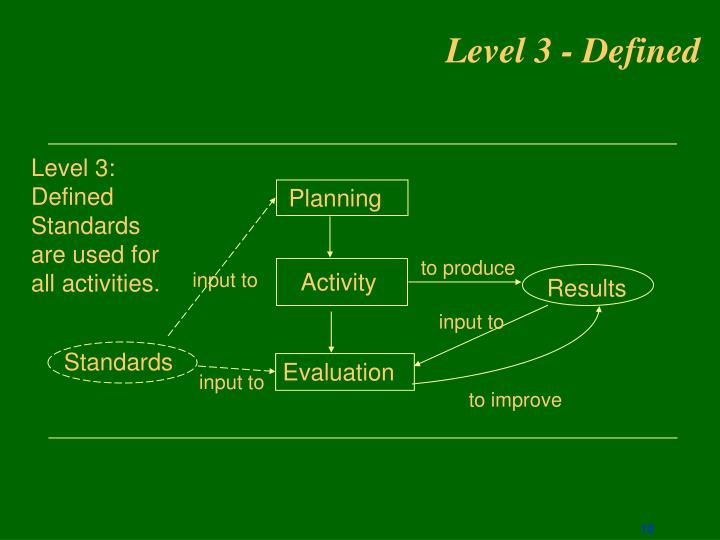 Level 3 - Defined
Level 3:
Defined
Standards
are used for
all activities.
Planning
input to
Activity
to produce
Results
input to
Standards
input to
Evaluation
to improve